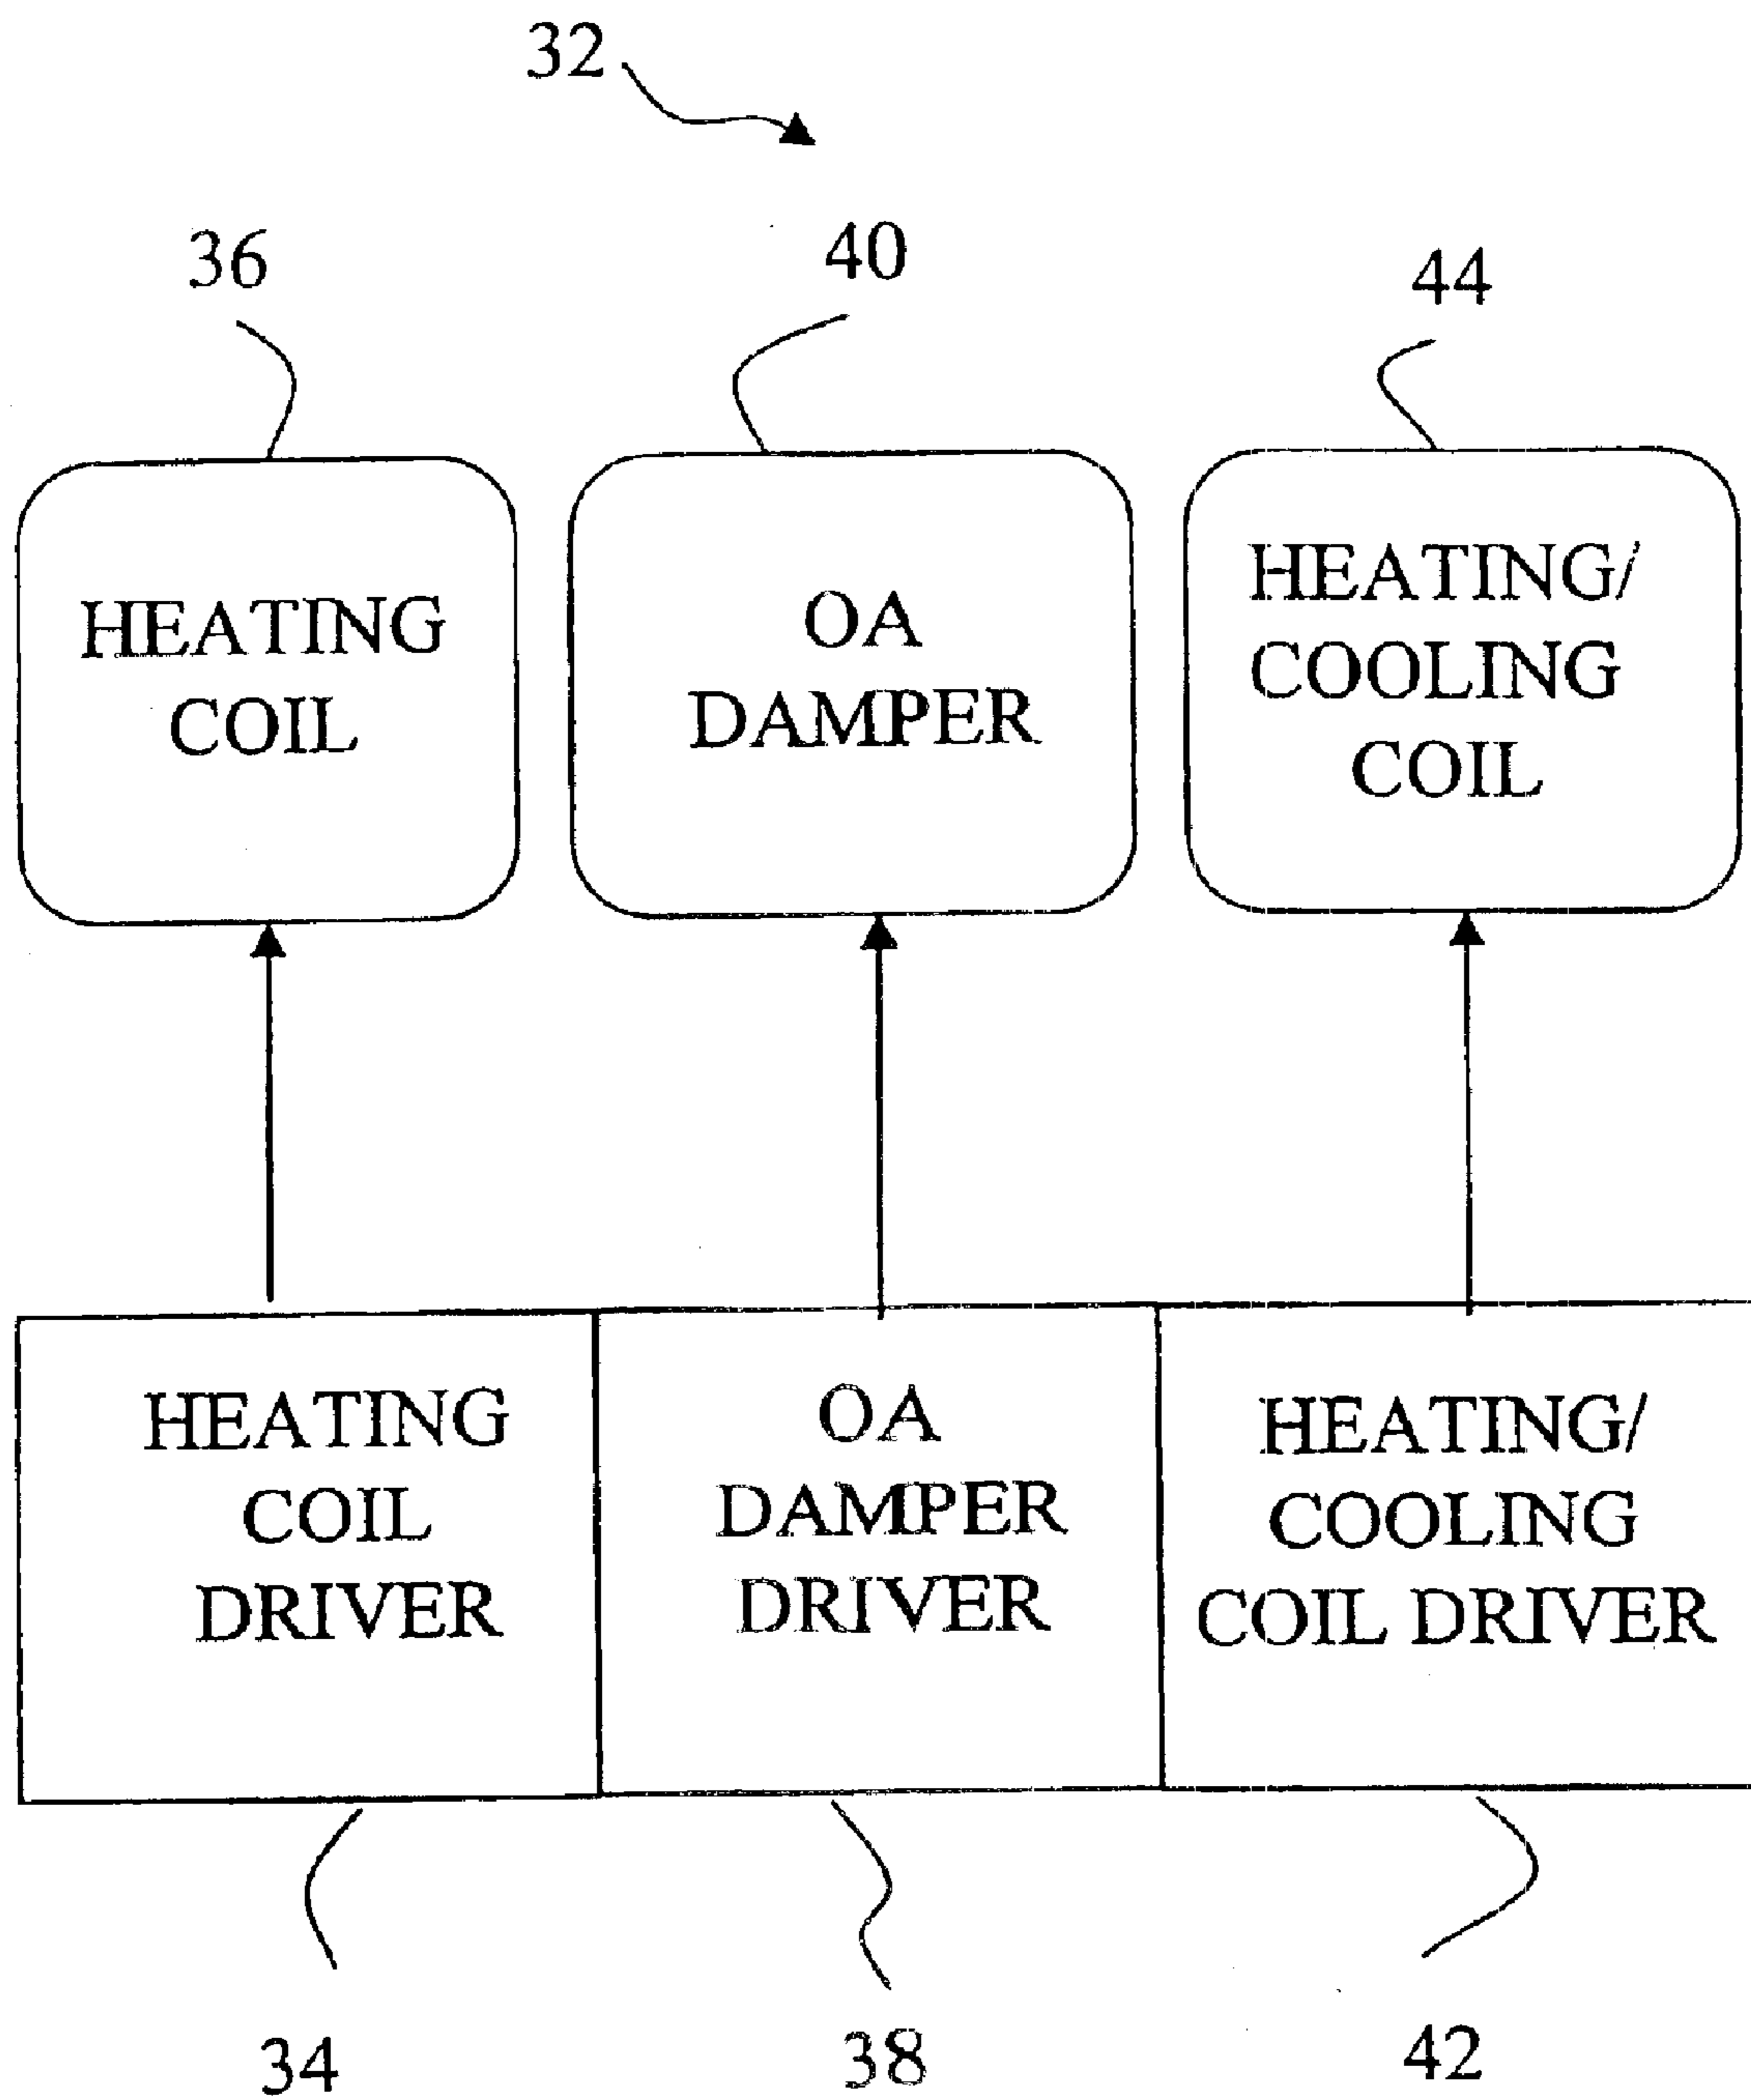 32
36
40
44
HEATING
COIL
OA
DAMPER
HEATING/
COOLING
COIL
HEATING
COIL
DRIVER
OA
DAMPER
DRIVER
HEATING/
COOLING
COIL DRIVER
34
38
42